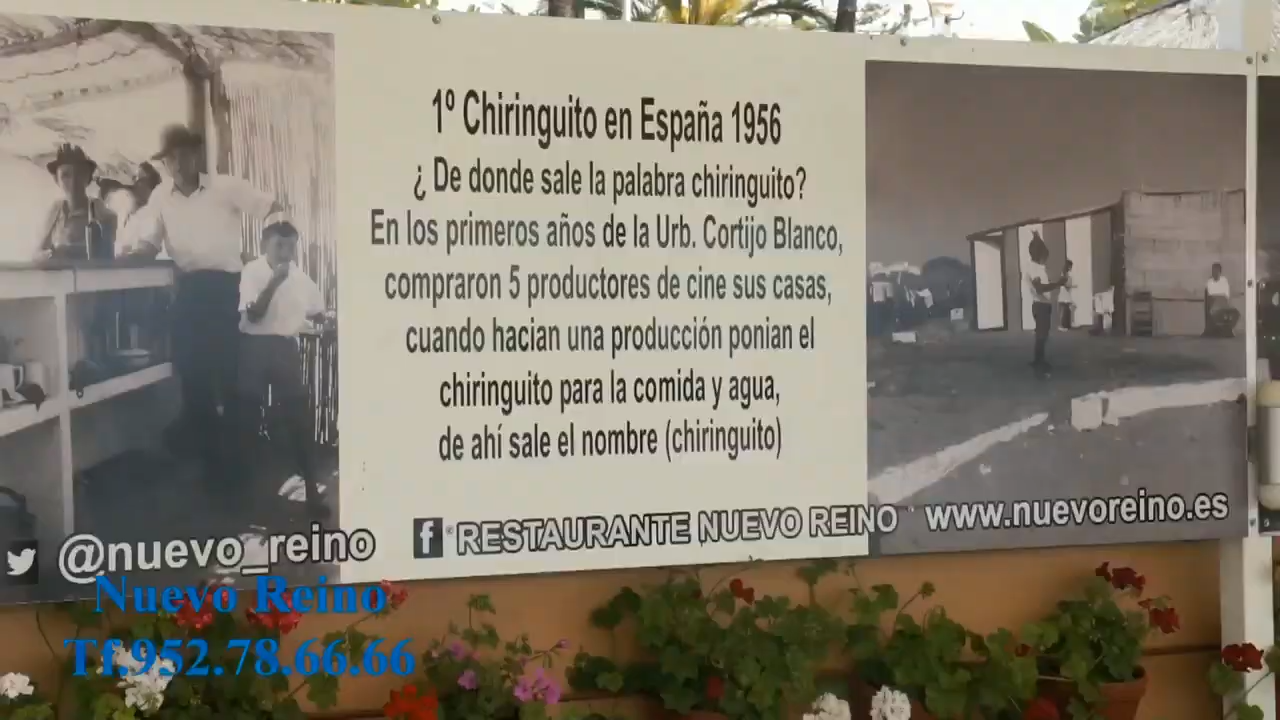 1º Chiringuito en España 1956
¿ De donde sale la palabra chiringuito?
En los primeros años de la Urb. Cortijo Blanco,
compraron 5 productores de cine sus casas,
cuando hacian una producción ponian el
chiringuito para la comida y agua,
de ahí sale el nombre (chiringuito)
@nuevo_reino
RESTAURANTE NUEVO REINO
www.nuevoreino.es
Nuevo Reino
Tf.952.78.66.66